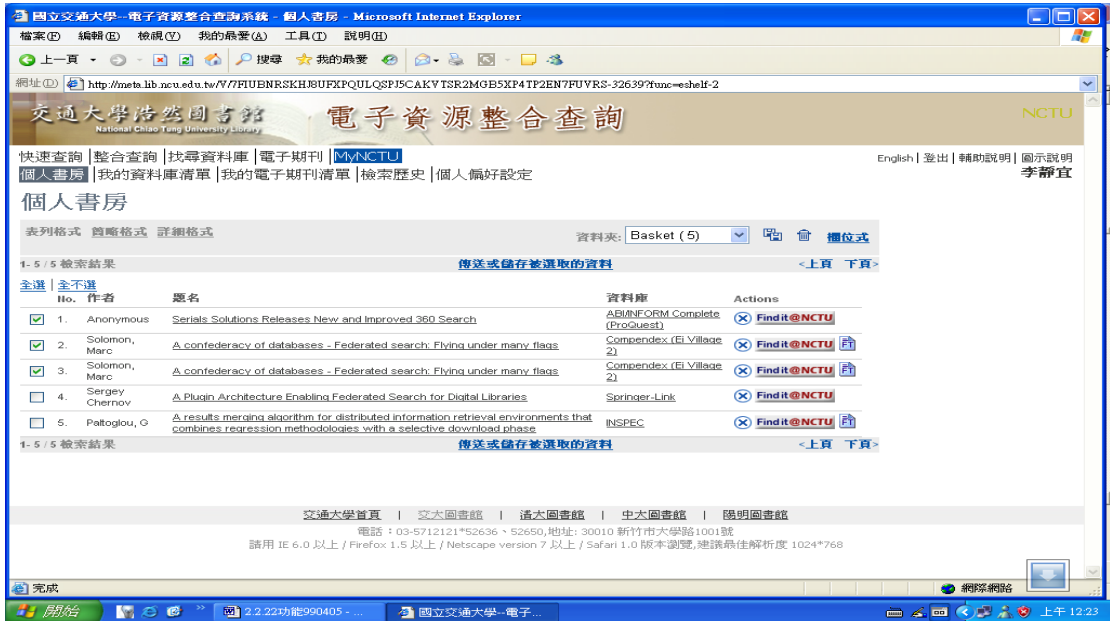 國立交通大學--電子資源整合查詢系統 - 個人書房 - Microsoft Internet Explorer
檔案(F) 編輯(E) 檢視(V) 我的最愛(A) 工具(T) 說明(H)
上一頁 搜尋 我的最愛
網址(D) http://meta.lib.ncu.edu.tw/V/7FIUBNRSKHJ8UFXPQULQSPJ5CAKVTSR2MGB5XP4TP2EN7FUVRS-32639?func=eshelf-2
交通大學浩然圖書館 電子資源整合查詢 NCTU
National Chiao Tung University Library
快速查詢 | 整合查詢 | 找尋資料庫 | 電子期刊 | MyNCTU English | 登出 | 輔助說明 | 圖示說明
個人書房 | 我的資料庫清單 | 我的電子期刊清單 | 檢索歷史 | 個人偏好設定 李靜宜
個人書房
表列格式 簡略格式 詳細格式 資料夾: Basket ( 5 ) 欄位式
1- 5 / 5 檢索結果 傳送或儲存被選取的資料 <上頁 下頁>
全選 | 全不選
No. 作者 題名 資料庫 Actions
1. Anonymous Serials Solutions Releases New and Improved 360 Search ABI/INFORM Complete (ProQuest) Findit@NCTU
2. Solomon, Marc A confederacy of databases - Federated search: Flying under many flags Compendex (Ei Village 2) Findit@NCTU FT
3. Solomon, Marc A confederacy of databases - Federated search: Flying under many flags Compendex (Ei Village 2) Findit@NCTU FT
4. Sergey Chernov A Plugin Architecture Enabling Federated Search for Digital Libraries Springer-Link Findit@NCTU
5. Paltoglou, G A results merging algorithm for distributed information retrieval environments that combines regression methodologies with a selective download phase INSPEC Findit@NCTU FT
1- 5 / 5 檢索結果 傳送或儲存被選取的資料 <上頁 下頁>
交通大學首頁 | 交大圖書館 | 清大圖書館 | 中大圖書館 | 陽明圖書館
電話：03-5712121*52636、52650,地址: 30010 新竹市大學路1001號
請用 IE 6.0 以上 / Firefox 1.5 以上 / Netscape version 7 以上 / Safari 1.0 版本瀏覽,建議最佳解析度 1024*768
完成 網際網路
開始 2.2.22功能990405 - ... 國立交通大學--電子... 上午 12:23